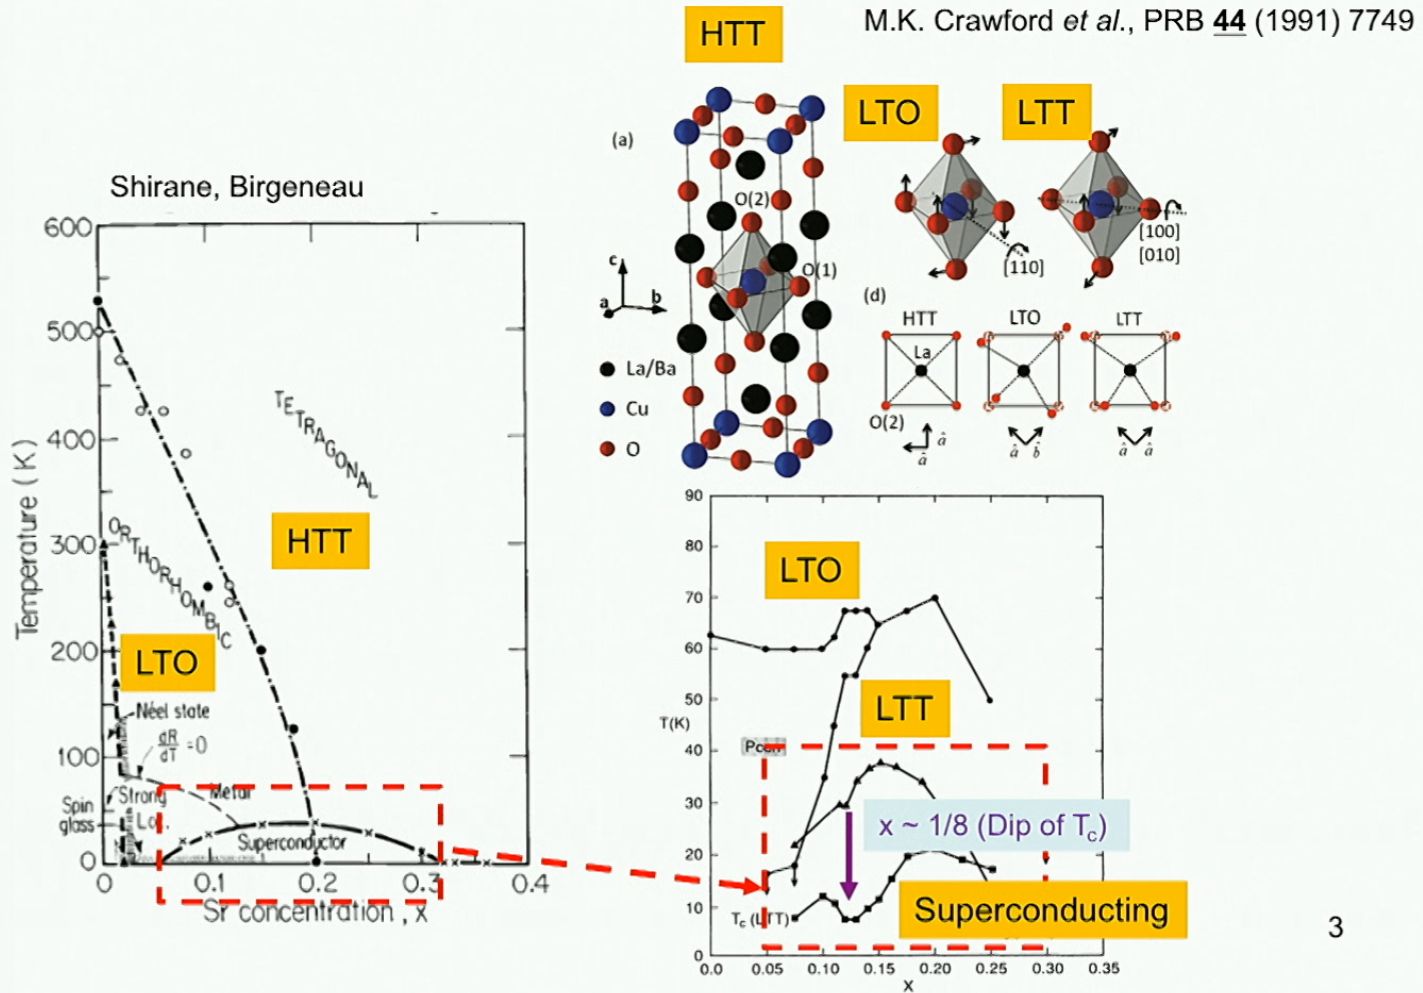 HTT
M.K. Crawford et al., PRB 44 (1991) 7749
Shirane, Birgeneau
600
500
400
300
200
100
0
Temperature (K)
TETRAGONAL
ORTHORHOMBIC
HTT
LTO
Néel state
dR/dT = 0
Spin glass
Strong Loc.
Metal
Superconductor
0 0.1 0.2 0.3 0.4
Sr concentration, x
(a)
O(2)
O(1)
c
a
b
La/Ba
Cu
O
LTO
LTT
[110]
[100]
[010]
(d)
HTT LTO LTT
La
O(2)
â â
â b̂
â â
90
80
70
60
50
T(K)
40
30
20
10
0
LTO
LTT
x ~ 1/8 (Dip of Tc)
Tc (LTT)
Superconducting
0.0 0.05 0.10 0.15 0.20 0.25 0.30 0.35
x
3